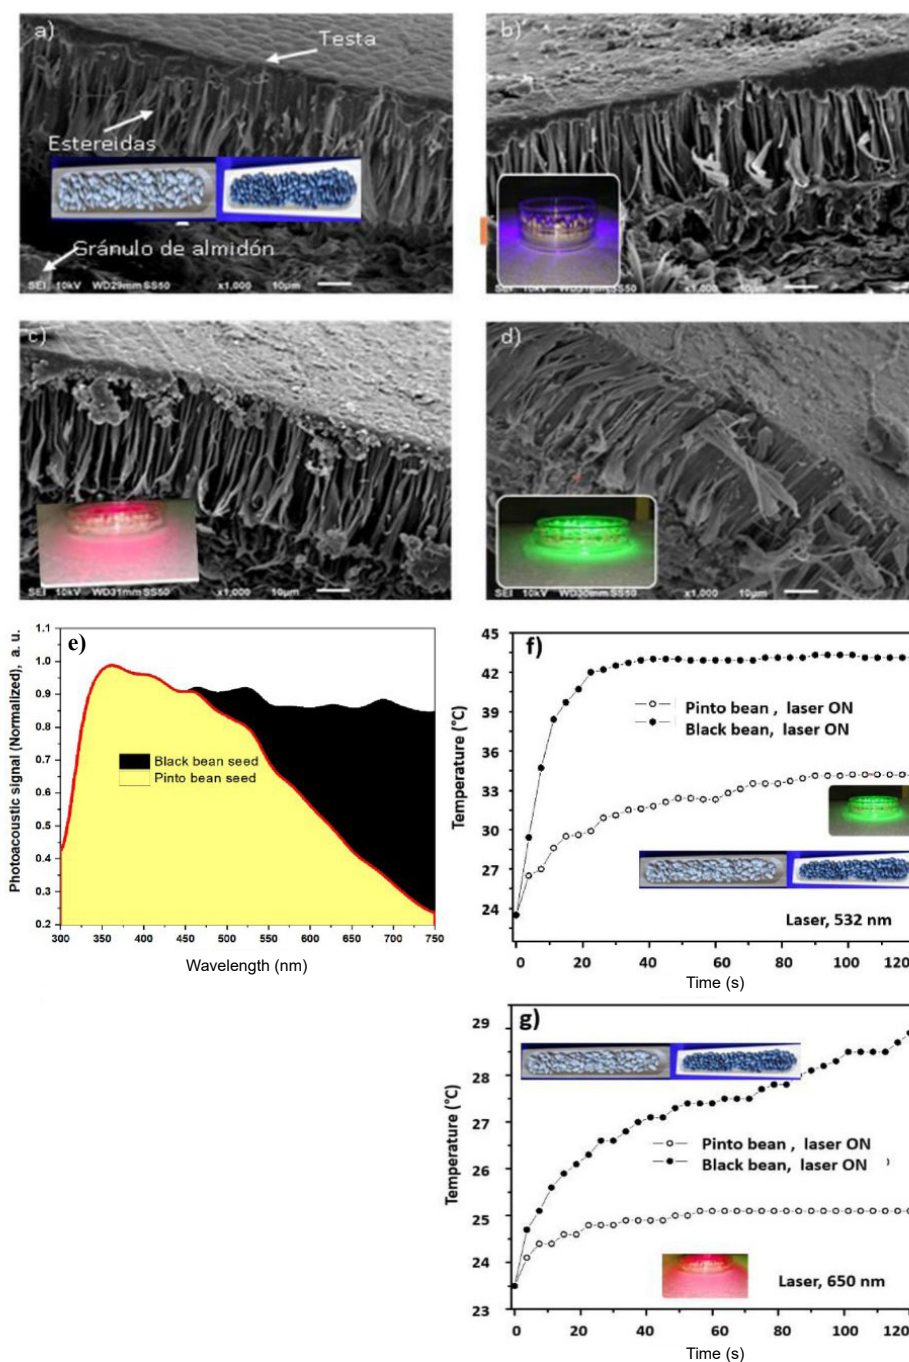 a)
Testa
Estereidas
Gránulo de almidón
SEI 10kV WD29mm SS50 x1,000 10µm
b)
x1,000 10µm
c)
SEI 10kV WD31mm SS50 x1,000 10µm
d)
SEI 10kV WD30mm SS50 x1,000 10µm
e)
Photoacoustic signal (Normalized), a. u.
1.1
1.0
0.9
0.8
0.7
0.6
0.5
0.4
0.3
0.2
Black bean seed
Pinto bean seed
300 350 400 450 500 550 600 650 700 750
Wavelength (nm)
f)
Temperature (°C)
45
42
39
36
33
30
27
24
Pinto bean , laser ON
Black bean, laser ON
Laser, 532 nm
0 20 40 60 80 100 120
Time (s)
g)
Temperature (°C)
29
28
27
26
25
24
23
Pinto bean , laser ON
Black bean, laser ON
Laser, 650 nm
0 20 40 60 80 100 120
Time (s)